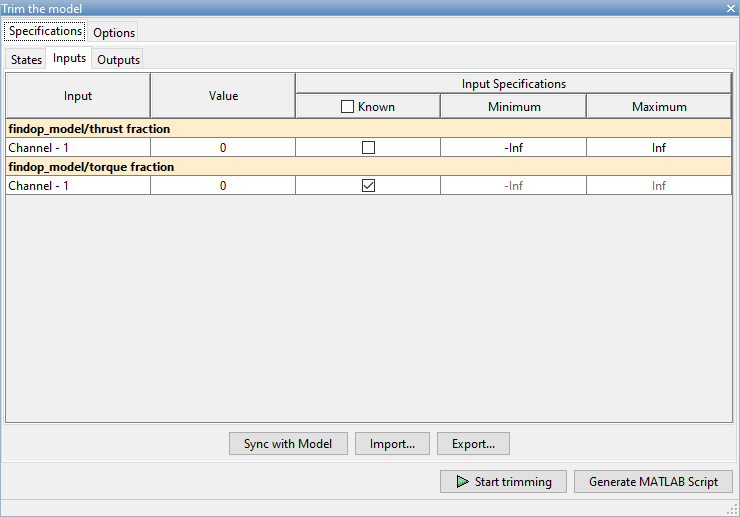 Trim the model
Specifications Options
States Inputs Outputs
Input Value Input Specifications
Known Minimum Maximum
findop_model/thrust fraction
Channel - 1 0 -Inf Inf
findop_model/torque fraction
Channel - 1 0 -Inf Inf
Sync with Model Import... Export...
Start trimming Generate MATLAB Script